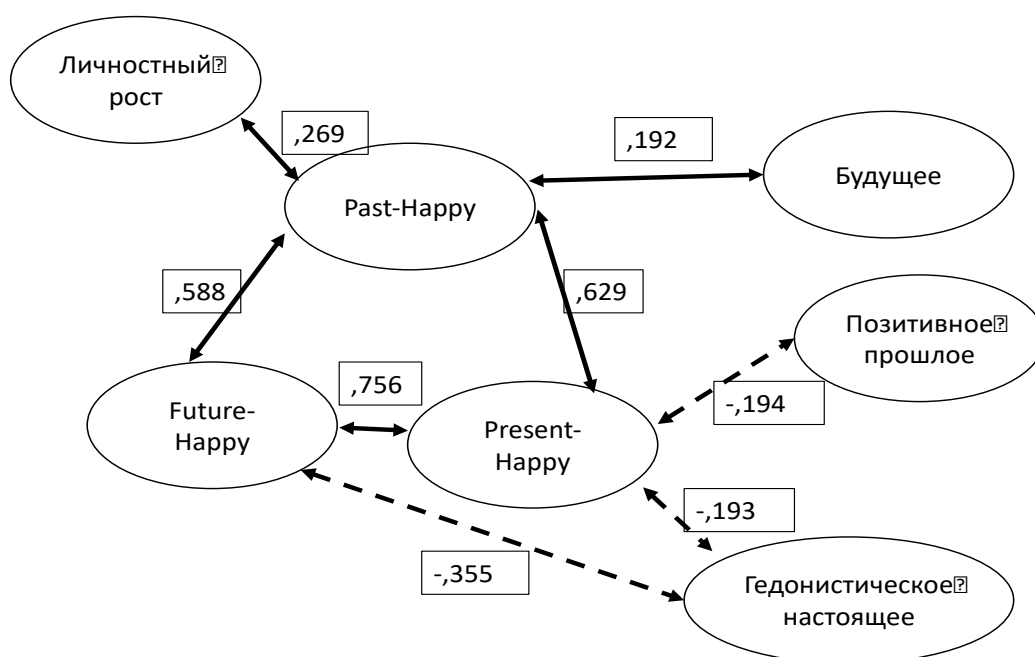 Личностный
рост
,269
,192
Past-Happy
Будущее
,588
,629
Позитивное
прошлое
,756
-,194
Future-
Happy
Present-
Happy
-,193
-,355
Гедонистическое
настоящее